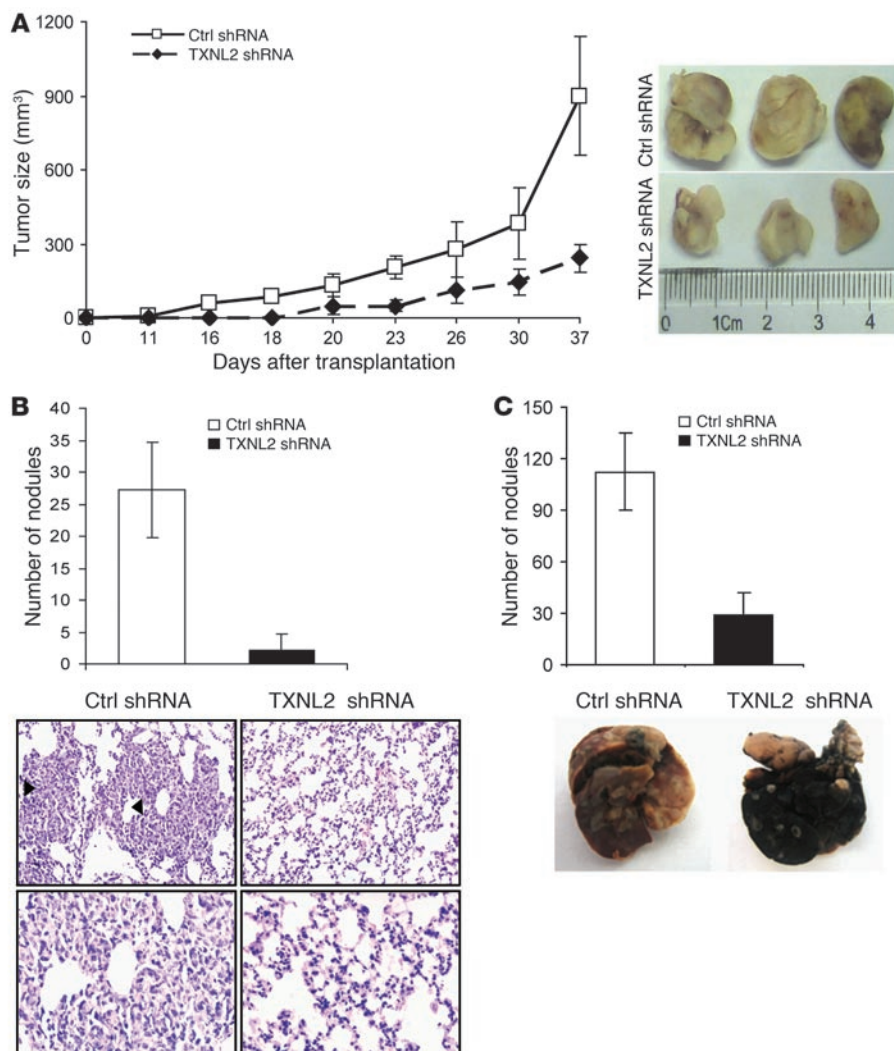 A
Tumor size (mm³)
1200
900
600
300
0
Ctrl shRNA
TXNL2 shRNA
0 11 16 18 20 23 26 30 37
Days after transplantation
Ctrl shRNA
TXNL2 shRNA
0 1Cm 2 3 4
B
Number of nodules
40
35
30
25
20
15
10
5
0
Ctrl shRNA
TXNL2 shRNA
Ctrl shRNA TXNL2 shRNA
C
Number of nodules
150
120
90
60
30
0
Ctrl shRNA
TXNL2 shRNA
Ctrl shRNA TXNL2 shRNA